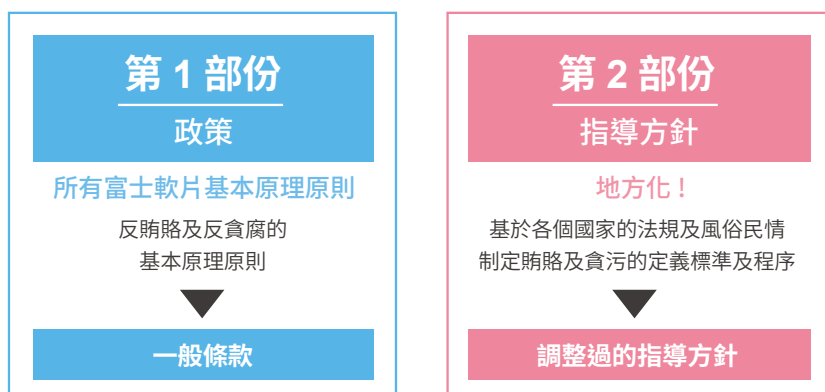 第 1 部份
政策
所有富士軟片基本原理原則
反賄賂及反貪腐的
基本原理原則
一般條款
第 2 部份
指導方針
地方化！
基於各個國家的法規及風俗民情
制定賄賂及貪污的定義標準及程序
調整過的指導方針